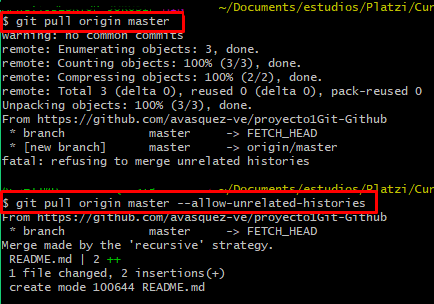 ~/Documents/estudios/Platzi/Cur
$ git pull origin master
warning: no common commits
remote: Enumerating objects: 3, done.
remote: Counting objects: 100% (3/3), done.
remote: Compressing objects: 100% (2/2), done.
remote: Total 3 (delta 0), reused 0 (delta 0), pack-reused 0
Unpacking objects: 100% (3/3), done.
From https://github.com/avasquez-ve/proyecto1Git-Github
 * branch            master     -> FETCH_HEAD
 * [new branch]      master     -> origin/master
fatal: refusing to merge unrelated histories
~/Documents/estudios/Platzi/Cur
$ git pull origin master --allow-unrelated-histories
From https://github.com/avasquez-ve/proyecto1Git-Github
 * branch            master     -> FETCH_HEAD
Merge made by the 'recursive' strategy.
 README.md | 2 ++
 1 file changed, 2 insertions(+)
 create mode 100644 README.md